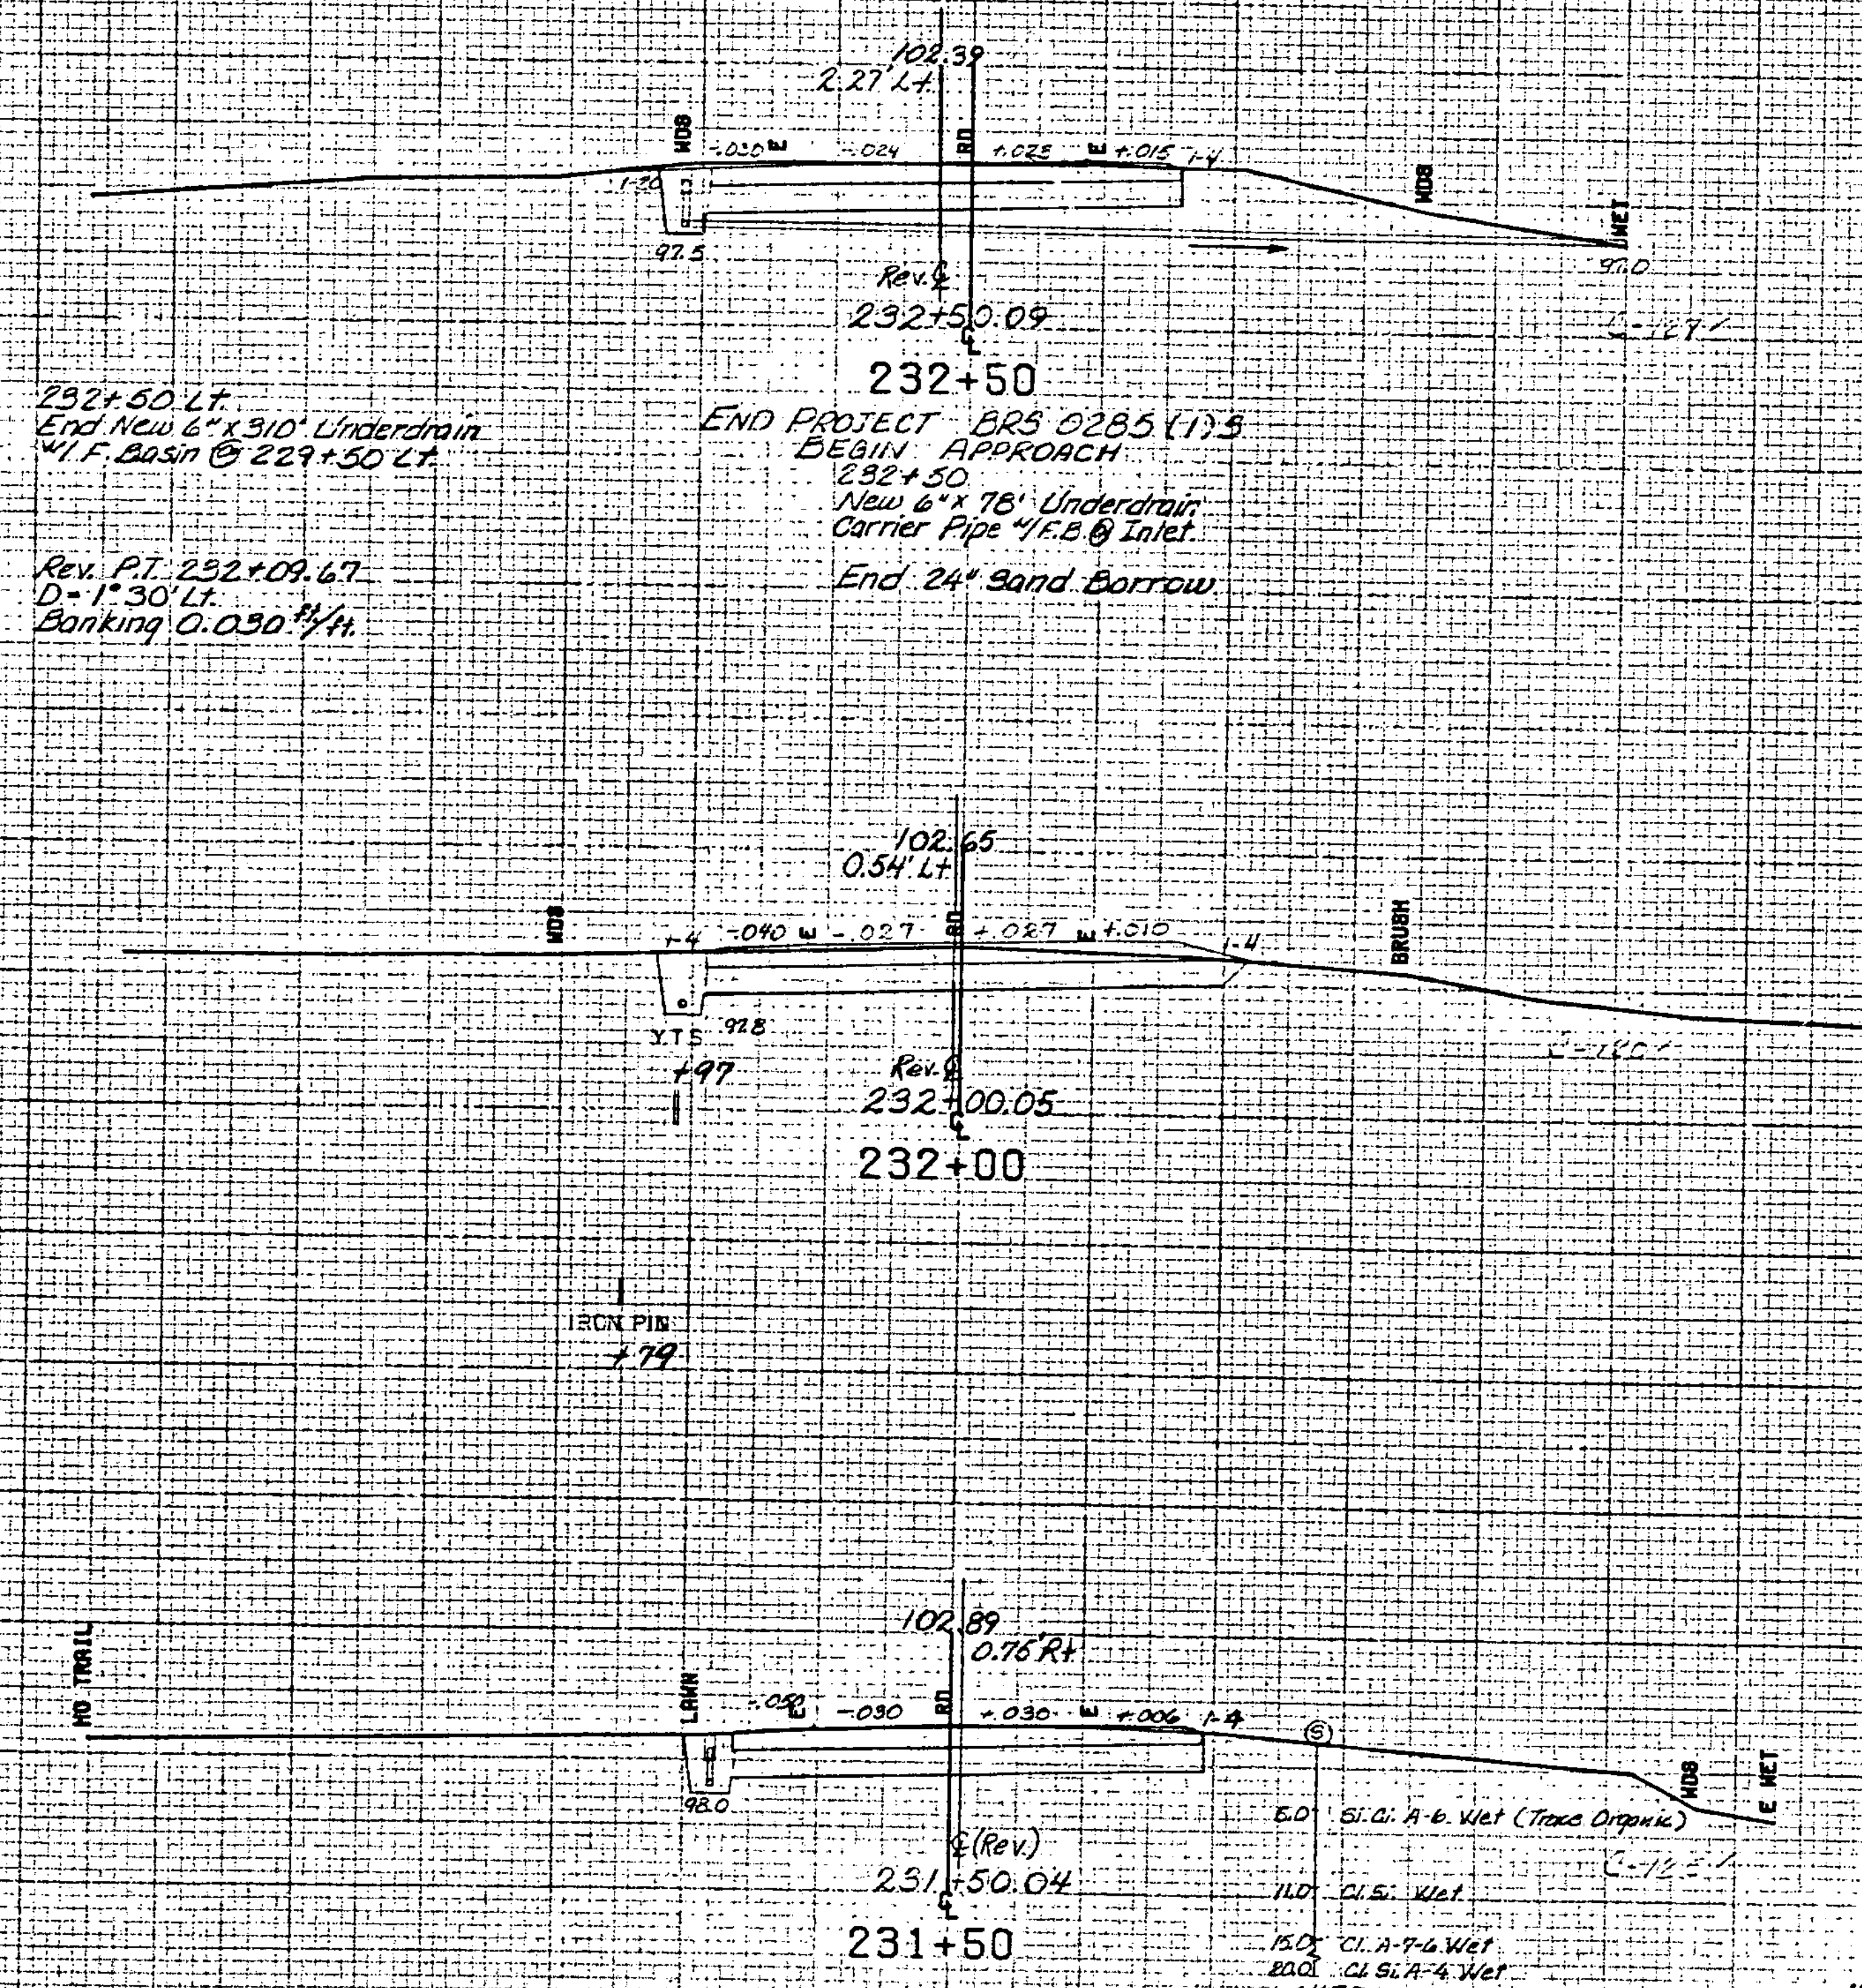 102.39
2.27' Lt.
WDS
E
-.024
RD
E
+.015
1-4
1-20
WDS
WET
97.5
97.0
Rev. ℄
232+50.09
℄
232+50
232+50 Lt.
End New 6" x 310' Underdrain
W/ F. Basin @ 229+50 Lt.
END PROJECT BRS 0285 (1) S
BEGIN APPROACH
232+50
New 6" x 78' Underdrain
Carrier Pipe W/F.B @ Inlet.
End 24" Sand Borrow
Rev. P.T. 232+09.67
D = 1°30' Lt.
Banking 0.030 ft/ft.
102.65
0.54' Lt
WDS
1-4
-.040
E
-.027
RD
+.027
E
+.010
1-4
BRUSH
97.8
Y.T.S
+97
Rev. ℄
232+00.05
℄
232+00
IRON PIN
+79
102.89
0.76' Rt
MO TRAIL
LAWN
E
-.030
RD
+.030
E
+.006
1-4
S
WDS
E WET
98.0
5.0 Si. Cl. A-6 Wet (Trace Organic)
℄ (Rev.)
231+50.04
11.0 Cl. Si. Wet
℄
231+50
15.0 Cl. A-7-6 Wet
20.0 Cl. Si. A-4 Wet